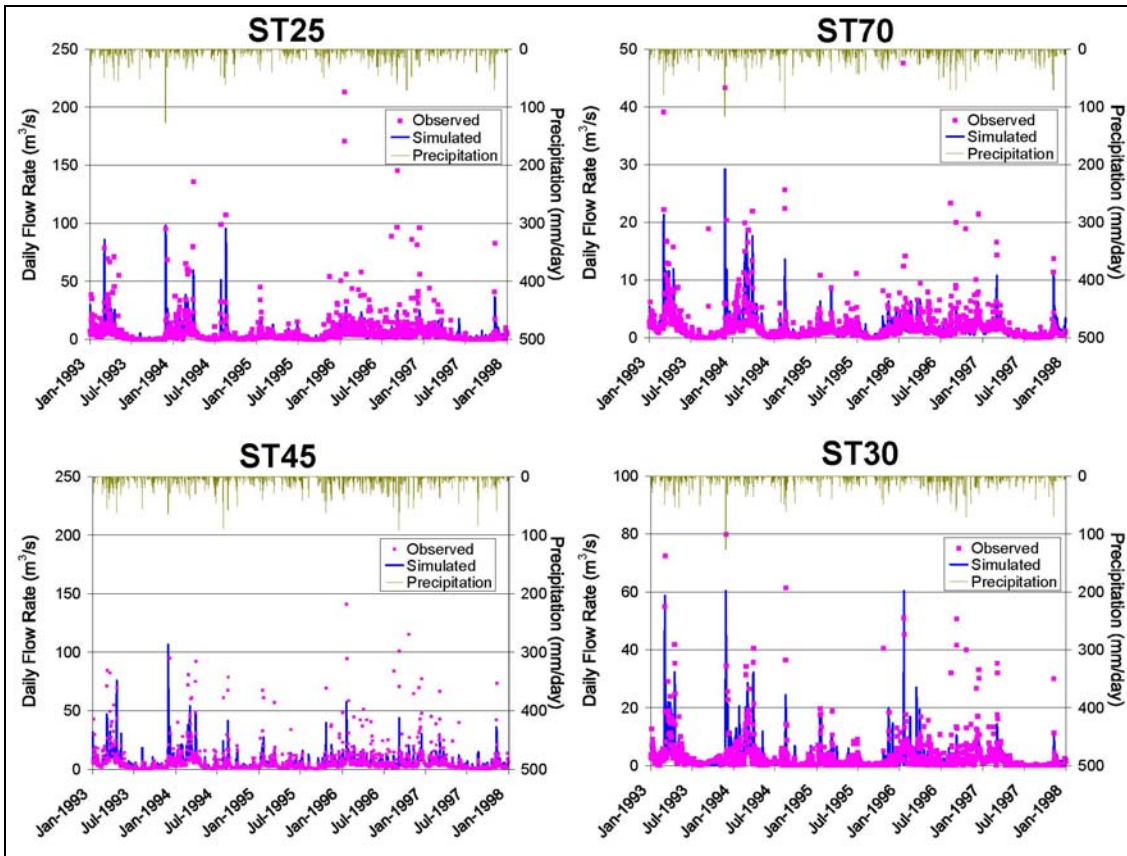 ST25
250
200
150
100
50
0
Daily Flow Rate (m³/s)
0
100
200
300
400
500
Precipitation (mm/day)
Observed
Simulated
Precipitation
Jan-1993
Jul-1993
Jan-1994
Jul-1994
Jan-1995
Jul-1995
Jan-1996
Jul-1996
Jan-1997
Jul-1997
Jan-1998
ST70
50
40
30
20
10
0
Daily Flow Rate (m³/s)
0
100
200
300
400
500
Precipitation (mm/day)
Observed
Simulated
Precipitation
Jan-1993
Jul-1993
Jan-1994
Jul-1994
Jan-1995
Jul-1995
Jan-1996
Jul-1996
Jan-1997
Jul-1997
Jan-1998
ST45
250
200
150
100
50
0
Daily Flow Rate (m³/s)
0
100
200
300
400
500
Precipitation (mm/day)
Observed
Simulated
Precipitation
Jan-1993
Jul-1993
Jan-1994
Jul-1994
Jan-1995
Jul-1995
Jan-1996
Jul-1996
Jan-1997
Jul-1997
Jan-1998
ST30
100
80
60
40
20
0
Daily Flow Rate (m³/s)
0
100
200
300
400
500
Precipitation (mm/day)
Observed
Simulated
Precipitation
Jan-1993
Jul-1993
Jan-1994
Jul-1994
Jan-1995
Jul-1995
Jan-1996
Jul-1996
Jan-1997
Jul-1997
Jan-1998